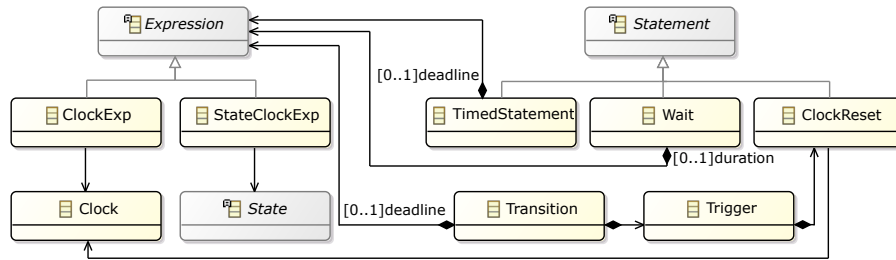 Expression
Statement
[0..1]deadline
ClockExp
StateClockExp
TimedStatement
Wait
ClockReset
[0..1]duration
Clock
State
[0..1]deadline
Transition
Trigger